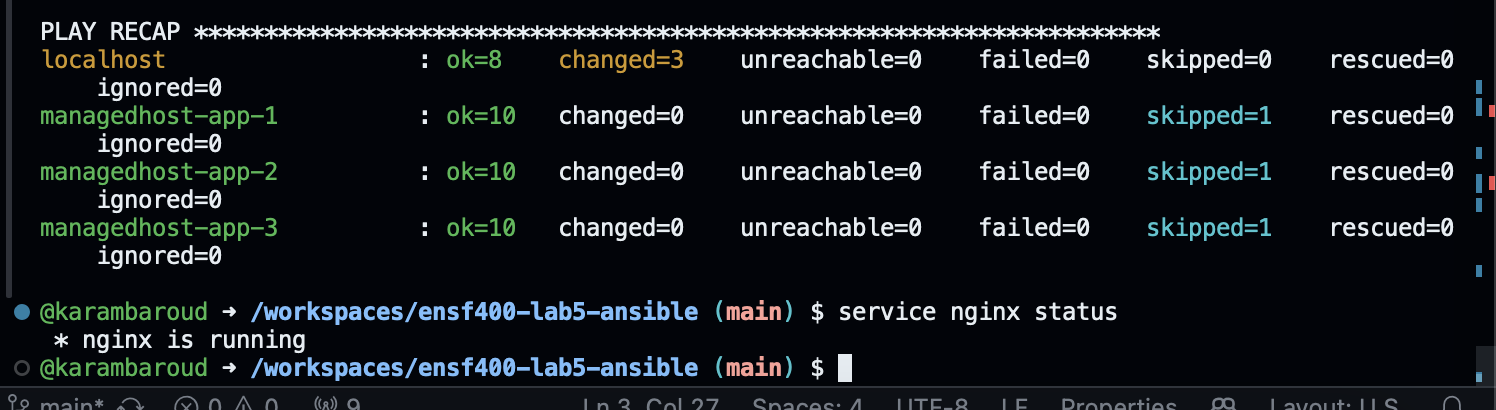 PLAY RECAP *********************************************************************
localhost : ok=8 changed=3 unreachable=0 failed=0 skipped=0 rescued=0
ignored=0
managedhost-app-1 : ok=10 changed=0 unreachable=0 failed=0 skipped=1 rescued=0
ignored=0
managedhost-app-2 : ok=10 changed=0 unreachable=0 failed=0 skipped=1 rescued=0
ignored=0
managedhost-app-3 : ok=10 changed=0 unreachable=0 failed=0 skipped=1 rescued=0
ignored=0
@karambaroud ➜ /workspaces/ensf400-lab5-ansible (main) $ service nginx status
* nginx is running
@karambaroud ➜ /workspaces/ensf400-lab5-ansible (main) $
main* 0 0 9 Ln 3, Col 27 Spaces: 4 UTF-8 LF Properties Layout: U.S.